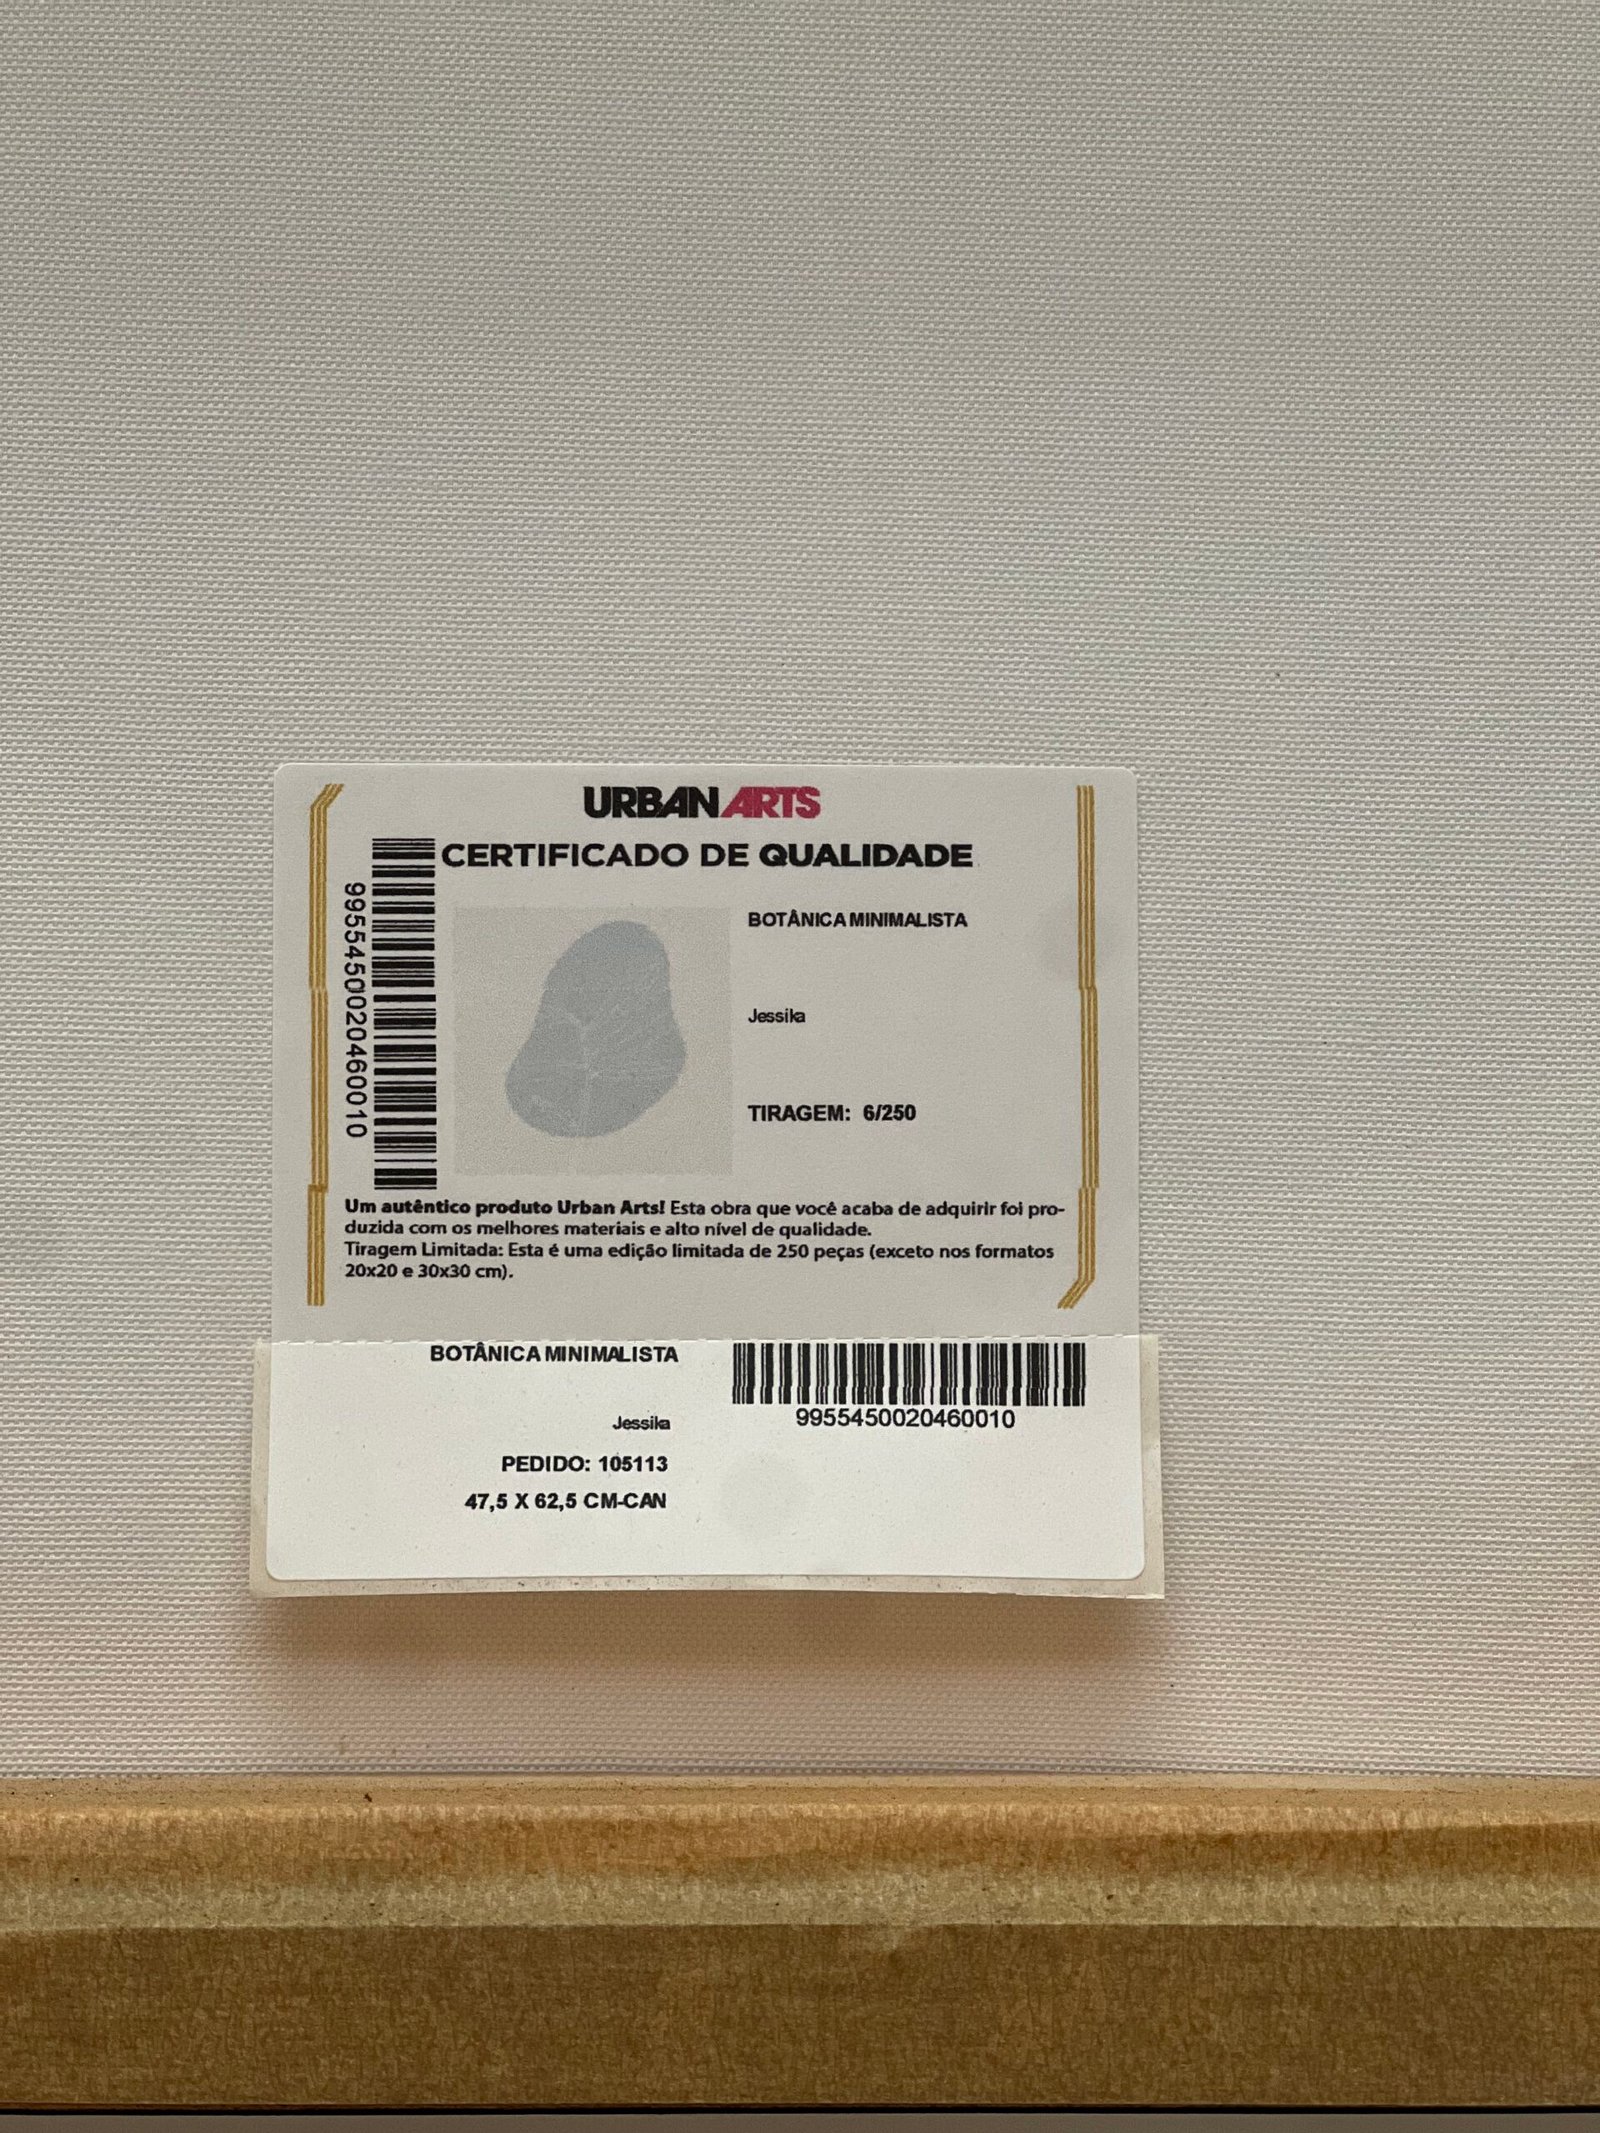 URBAN ARTS
CERTIFICADO DE QUALIDADE
9955450020460010
BOTÂNICA MINIMALISTA
Jessika
TIRAGEM: 6/250
Um autêntico produto Urban Arts! Esta obra que você acaba de adquirir foi pro-
duzida com os melhores materiais e alto nível de qualidade.
Tiragem Limitada: Esta é uma edição limitada de 250 peças (exceto nos formatos
20x20 e 30x30 cm).
BOTÂNICA MINIMALISTA
Jessika
PEDIDO: 105113
47,5 X 62,5 CM-CAN
9955450020460010